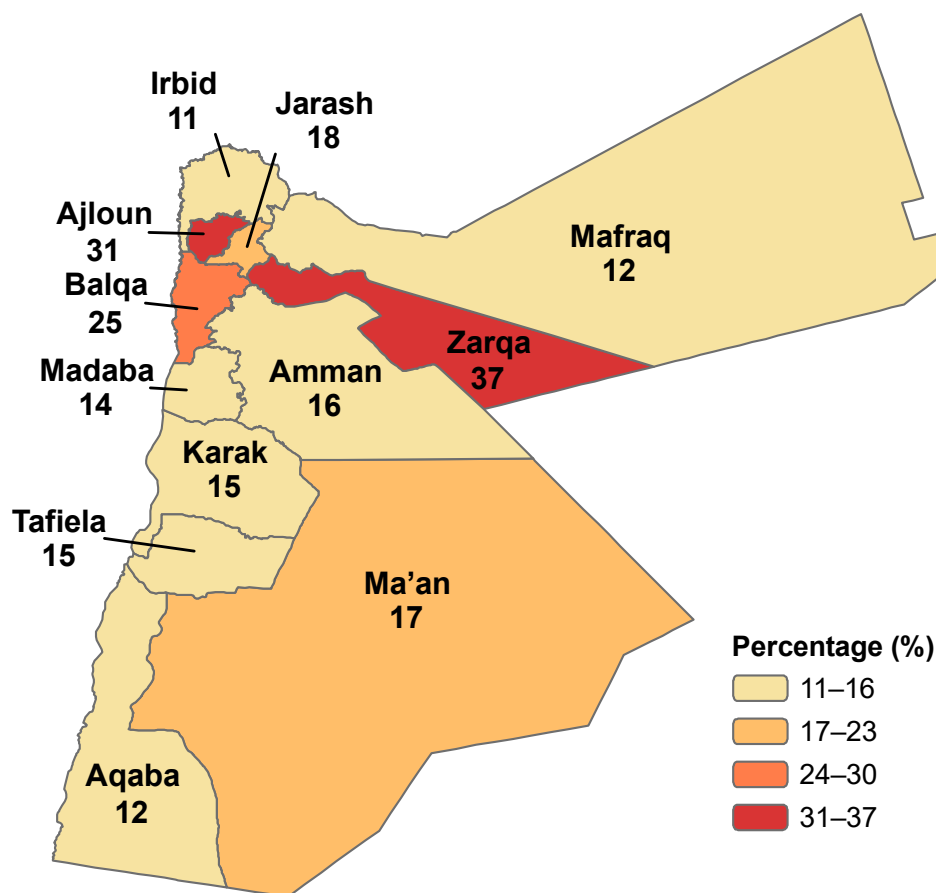 Irbid
11
Jarash
18
Ajloun
31
Mafraq
12
Balqa
25
Zarqa
37
Madaba
14
Amman
16
Karak
15
Tafiela
15
Ma’an
17
Aqaba
12
Percentage (%)
11–16
17–23
24–30
31–37